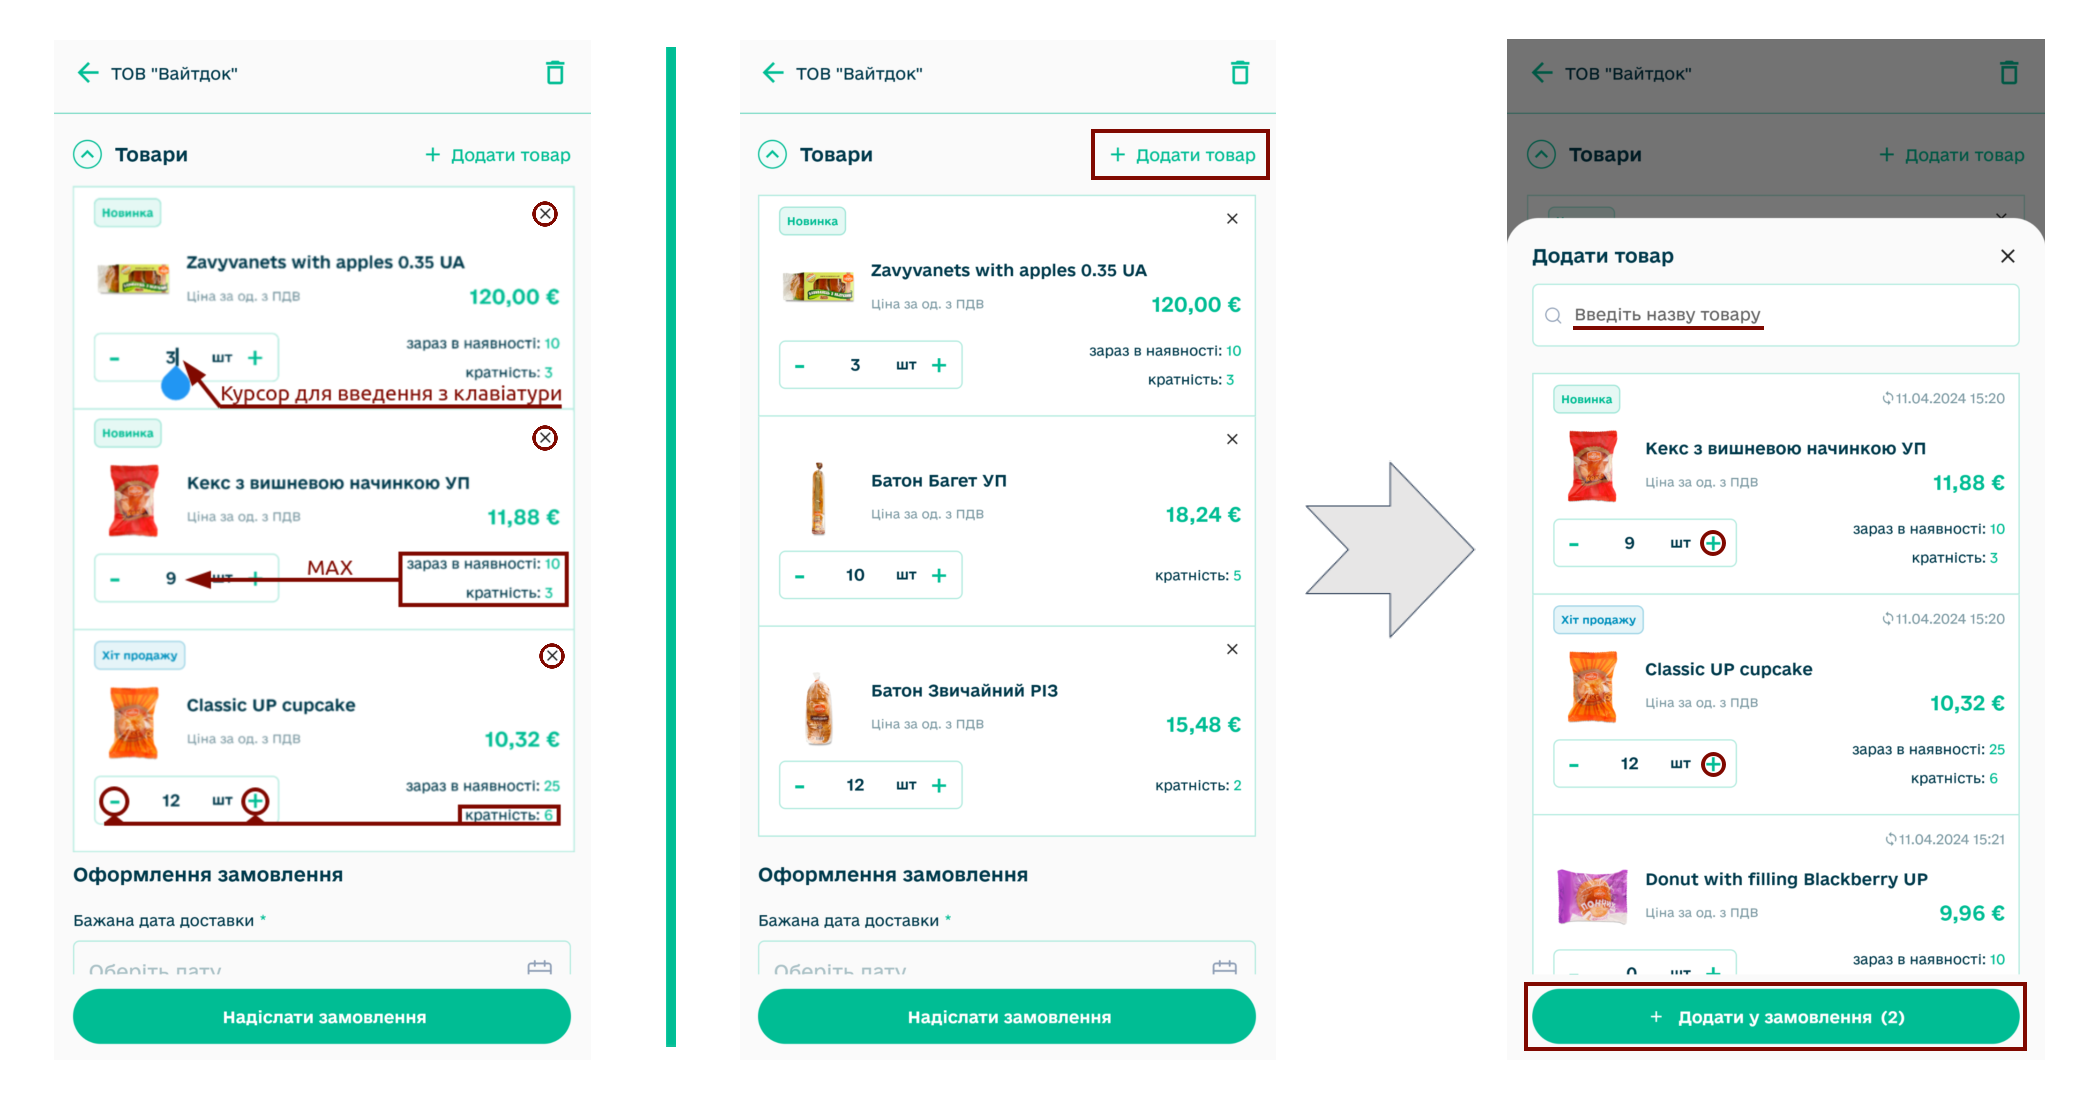 ТОВ "Вайтдок"
Товари
+ Додати товар
Новинка
Zavyvanets with apples 0.35 UA
Ціна за од. з ПДВ
120,00 €
- 3 шт +
зараз в наявності: 10
кратність: 3
Курсор для введення з клавіатури
Новинка
Кекс з вишневою начинкою УП
Ціна за од. з ПДВ
11,88 €
- 9 шт +
MAX
зараз в наявності: 10
кратність: 3
Хіт продажу
Classic UP cupcake
Ціна за од. з ПДВ
10,32 €
- 12 шт +
зараз в наявності: 25
кратність: 6
Оформлення замовлення
Бажана дата доставки *
Оберіть дату
Надіслати замовлення
ТОВ "Вайтдок"
Товари
+ Додати товар
Новинка
Zavyvanets with apples 0.35 UA
Ціна за од. з ПДВ
120,00 €
- 3 шт +
зараз в наявності: 10
кратність: 3
Батон Багет УП
Ціна за од. з ПДВ
18,24 €
- 10 шт +
кратність: 5
Батон Звичайний РІЗ
Ціна за од. з ПДВ
15,48 €
- 12 шт +
кратність: 2
Оформлення замовлення
Бажана дата доставки *
Оберіть дату
Надіслати замовлення
ТОВ "Вайтдок"
Товари
+ Додати товар
Додати товар
Введіть назву товару
Новинка
11.04.2024 15:20
Кекс з вишневою начинкою УП
Ціна за од. з ПДВ
11,88 €
- 9 шт +
зараз в наявності: 10
кратність: 3
Хіт продажу
11.04.2024 15:20
Classic UP cupcake
Ціна за од. з ПДВ
10,32 €
- 12 шт +
зараз в наявності: 25
кратність: 6
11.04.2024 15:21
Donut with filling Blackberry UP
Ціна за од. з ПДВ
9,96 €
- 0 шт +
зараз в наявності: 10
+ Додати у замовлення (2)